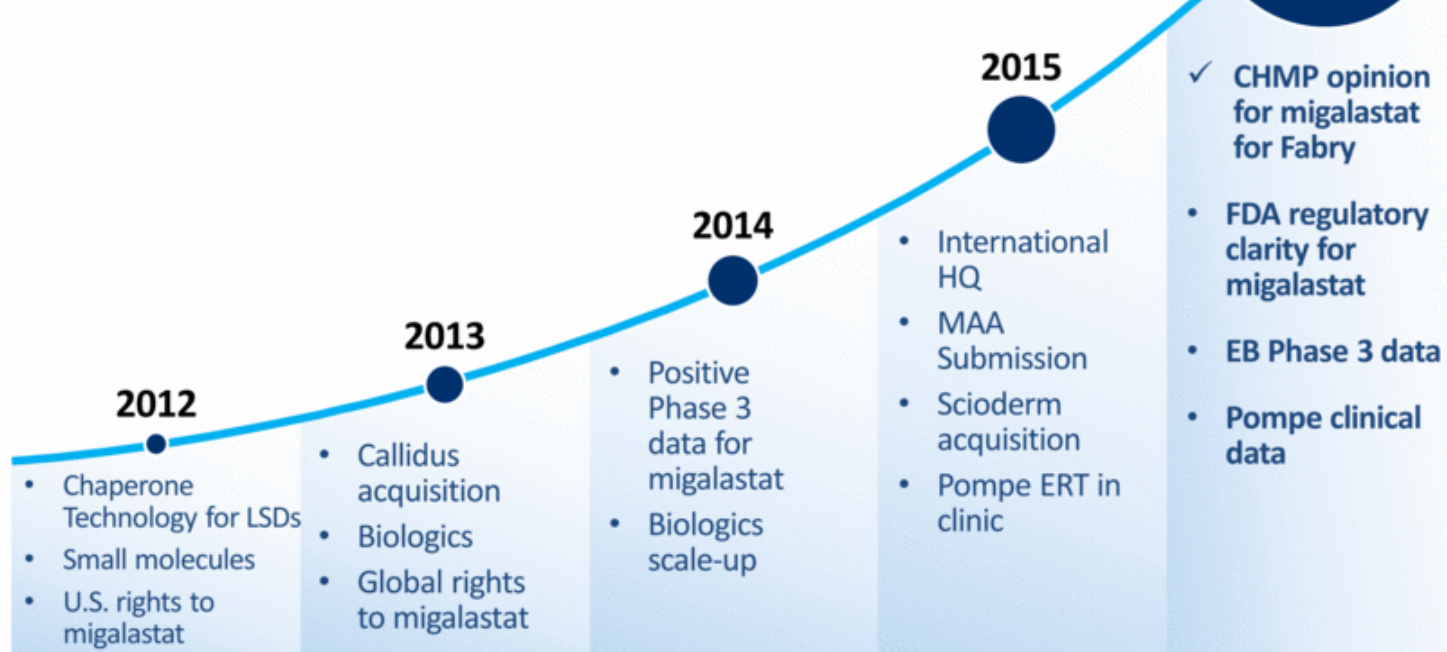 2012
• Chaperone
Technology for LSDs
• Small molecules
• U.S. rights to
migalastat
2013
• Callidus
acquisition
• Biologics
• Global rights
to migalastat
2014
• Positive
Phase 3
data for
migalastat
• Biologics
scale-up
2015
• International
HQ
• MAA
Submission
• Scioderm
acquisition
• Pompe ERT in
clinic
✓ CHMP opinion
for migalastat
for Fabry
• FDA regulatory
clarity for
migalastat
• EB Phase 3 data
• Pompe clinical
data